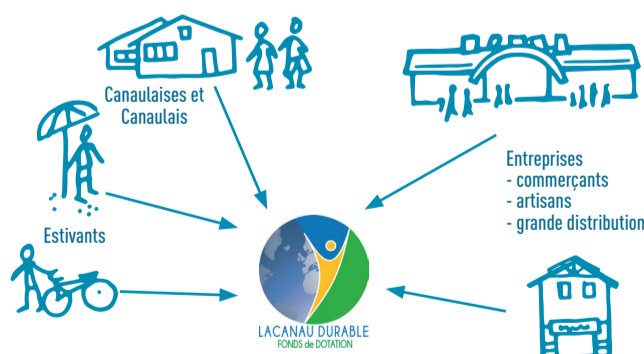 Canaulaises et
Canaulais
Estivants
Entreprises
- commerçants
- artisans
- grande distribution
LACANAU DURABLE
FONDS de DOTATION